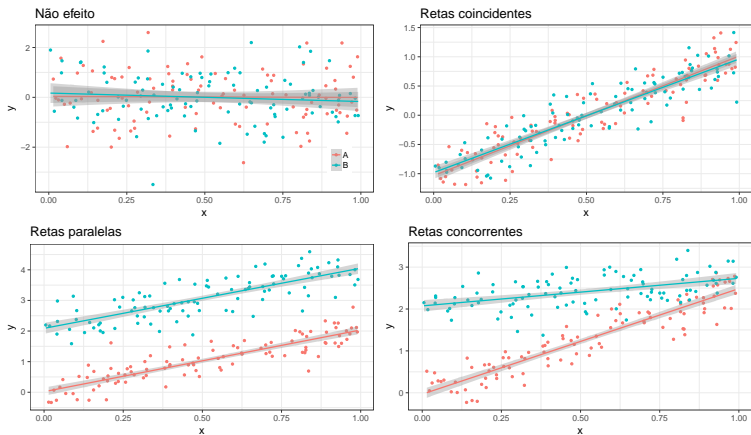 Não efeito
2
0
−2
y
0.00
0.25
0.50
0.75
1.00
x
A
B
Retas coincidentes
1.5
1.0
0.5
0.0
−0.5
−1.0
y
0.00
0.25
0.50
0.75
1.00
x
Retas paralelas
4
3
2
1
0
y
0.00
0.25
0.50
0.75
1.00
x
Retas concorrentes
3
2
1
0
y
0.00
0.25
0.50
0.75
1.00
x